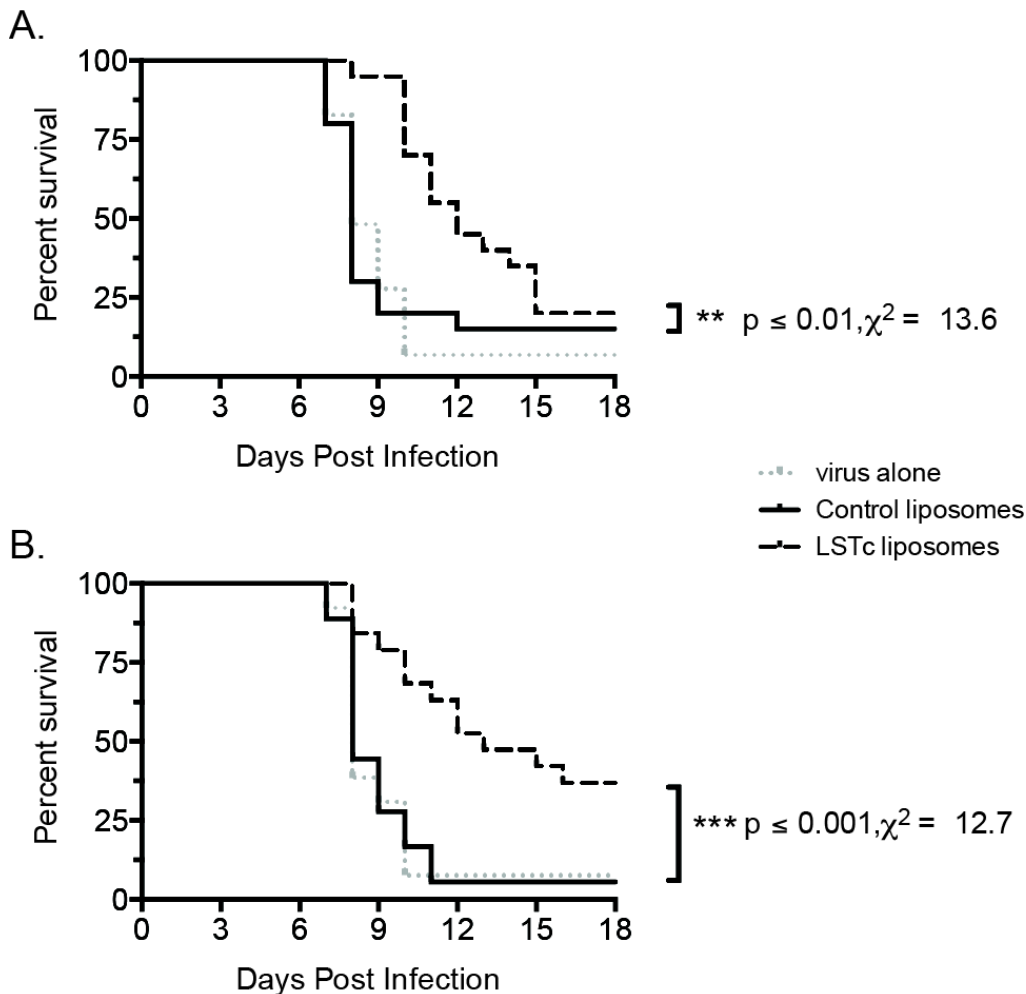 A.
Percent survival
100
75
50
25
0
0 3 6 9 12 15 18
Days Post Infection
** p ≤ 0.01,χ2 = 13.6
virus alone
Control liposomes
LSTc liposomes
B.
Percent survival
100
75
50
25
0
0 3 6 9 12 15 18
Days Post Infection
*** p ≤ 0.001,χ2 = 12.7